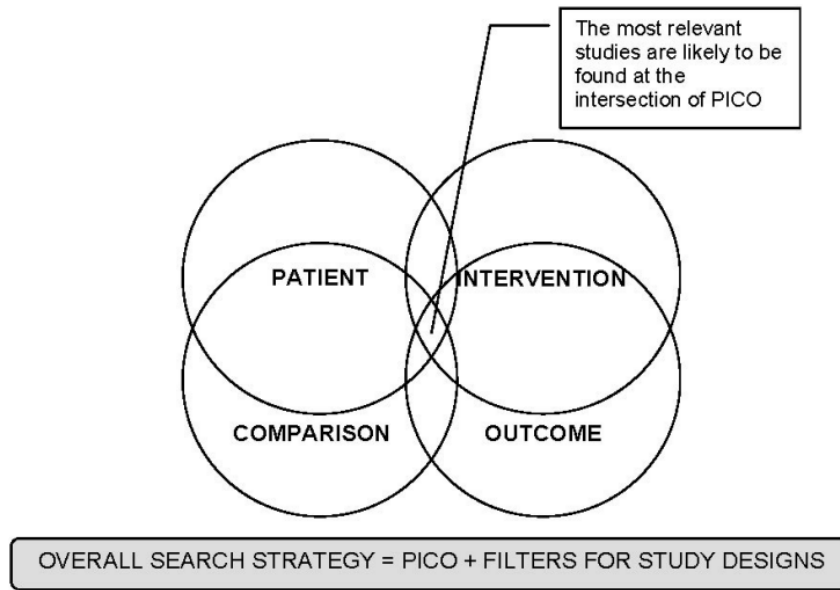 The most relevant
studies are likely to be
found at the
intersection of PICO
PATIENT
INTERVENTION
COMPARISON
OUTCOME
OVERALL SEARCH STRATEGY = PICO + FILTERS FOR STUDY DESIGNS